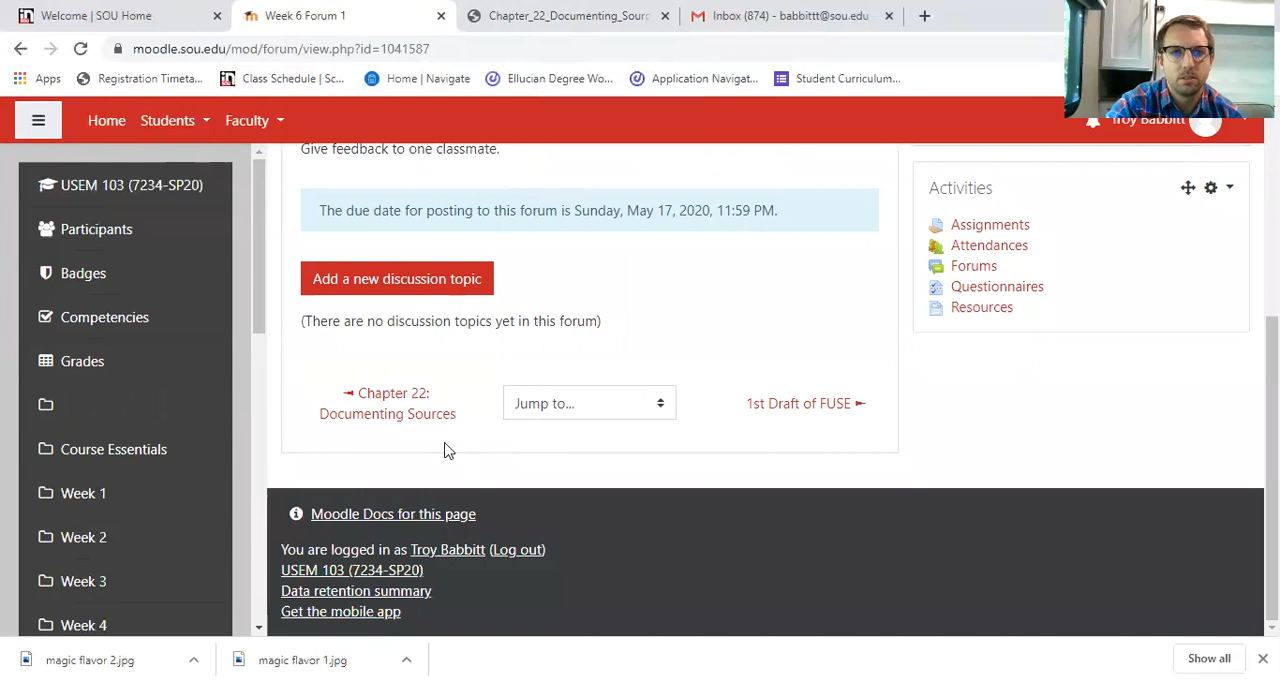 Welcome | SOU Home
Week 6 Forum 1
Chapter_22_Documenting_Sourc
Inbox (874) - babbittt@sou.edu
moodle.sou.edu/mod/forum/view.php?id=1041587
Apps
Registration Timeta...
Class Schedule | Sc...
Home | Navigate
Ellucian Degree Wo...
Application Navigat...
Student Curriculum...
Home
Students
Faculty
Troy Babbitt
USEM 103 (7234-SP20)
Participants
Badges
Competencies
Grades
Course Essentials
Week 1
Week 2
Week 3
Week 4
Give feedback to one classmate.
The due date for posting to this forum is Sunday, May 17, 2020, 11:59 PM.
Add a new discussion topic
(There are no discussion topics yet in this forum)
◄ Chapter 22:
Documenting Sources
Jump to...
1st Draft of FUSE ►
Activities
Assignments
Attendances
Forums
Questionnaires
Resources
Moodle Docs for this page
You are logged in as Troy Babbitt (Log out)
USEM 103 (7234-SP20)
Data retention summary
Get the mobile app
magic flavor 2.jpg
magic flavor 1.jpg
Show all